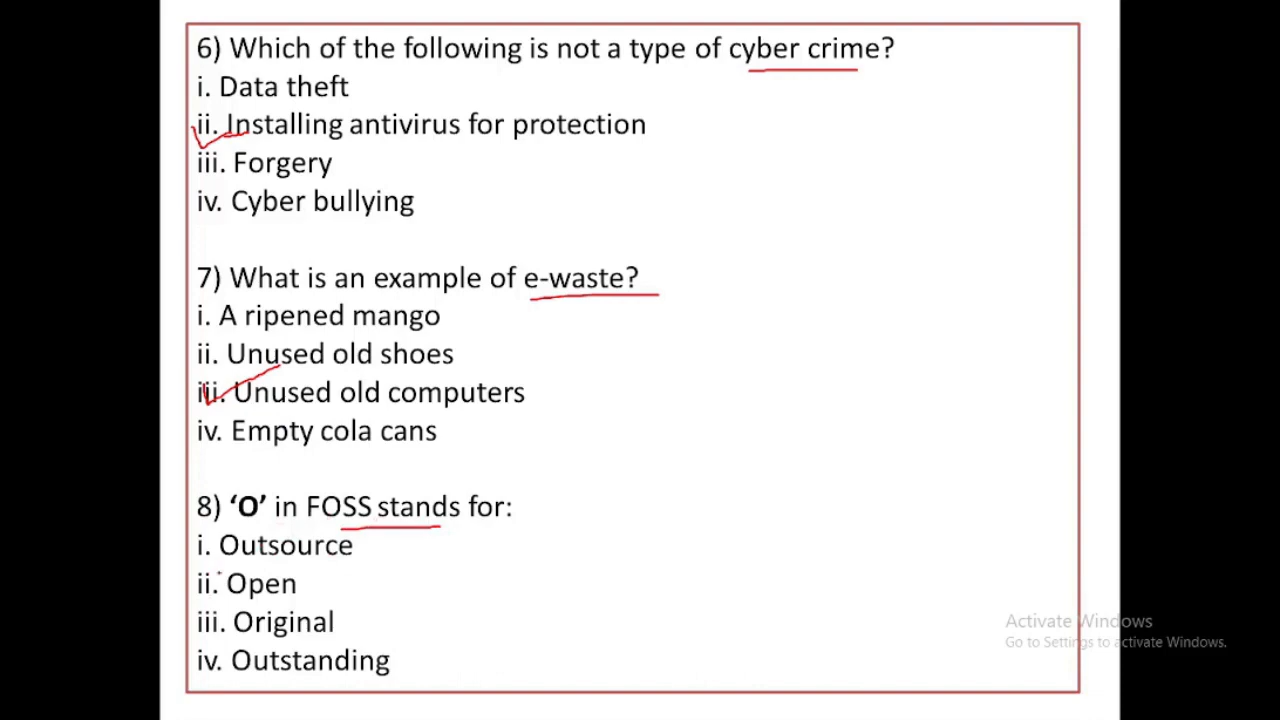 6) Which of the following is not a type of cyber crime?
i. Data theft
ii. Installing antivirus for protection
iii. Forgery
iv. Cyber bullying
7) What is an example of e-waste?
i. A ripened mango
ii. Unused old shoes
iii. Unused old computers
iv. Empty cola cans
8) ‘O’ in FOSS stands for:
i. Outsource
ii. Open
iii. Original
iv. Outstanding
Activate Windows
Go to Settings to activate Windows.